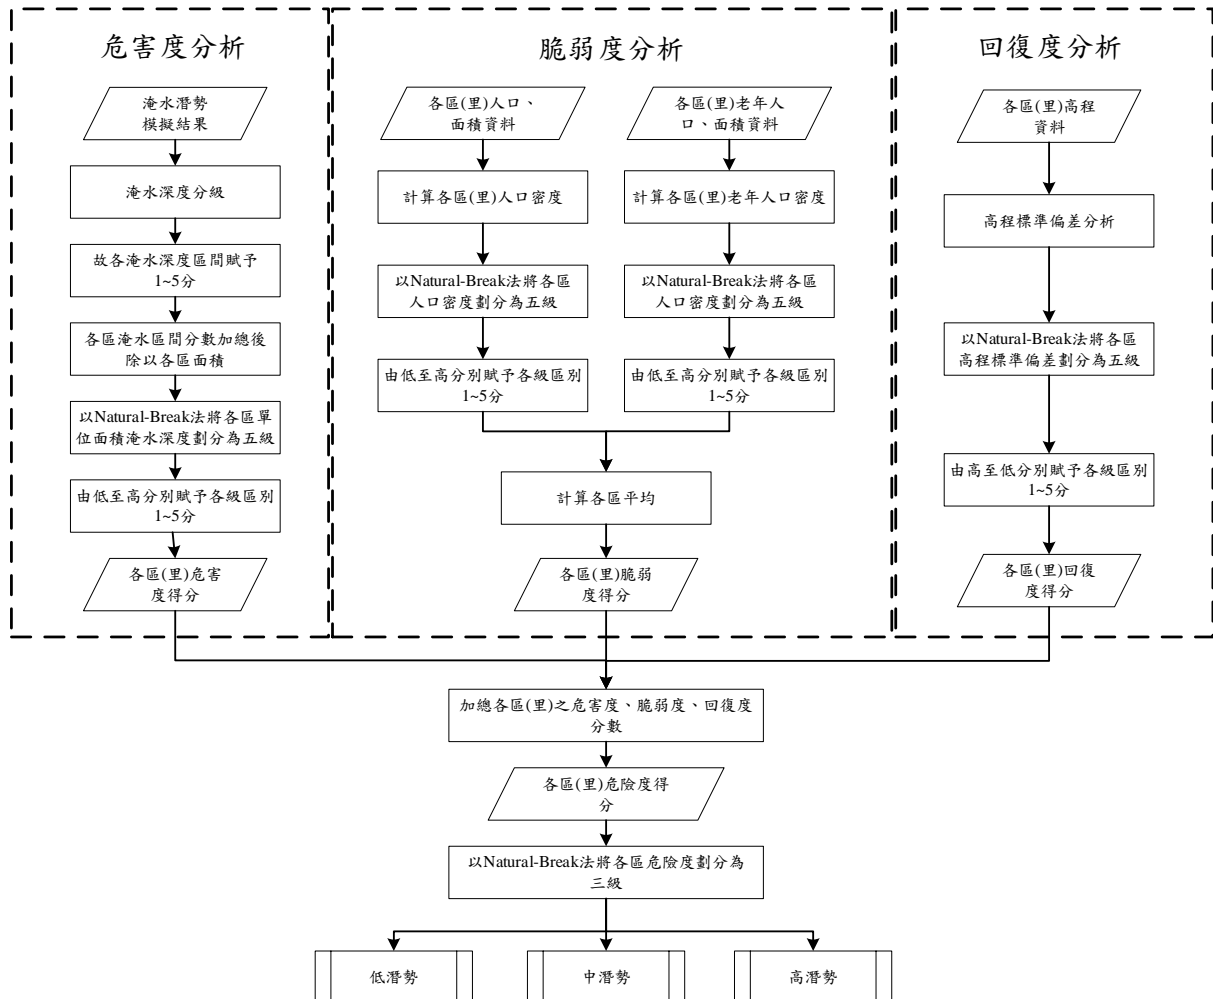 危害度分析
淹水潛勢
模擬結果
淹水深度分級
故各淹水深度區間賦予
1~5分
各區淹水區間分數加總後
除以各區面積
以Natural-Break法將各區單
位面積淹水深度劃分為五級
由低至高分別賦予各級區別
1~5分
各區(里)危害
度得分
脆弱度分析
各區(里)人口、
面積資料
計算各區(里)人口密度
以Natural-Break法將各區
人口密度劃分為五級
由低至高分別賦予各級區別
1~5分
各區(里)老年人
口、面積資料
計算各區(里)老年人口密度
以Natural-Break法將各區
人口密度劃分為五級
由低至高分別賦予各級區別
1~5分
計算各區平均
各區(里)脆弱
度得分
回復度分析
各區(里)高程
資料
高程標準偏差分析
以Natural-Break法將各區
高程標準偏差劃分為五級
由高至低分別賦予各級區別
1~5分
各區(里)回復
度得分
加總各區(里)之危害度、脆弱度、回復度
分數
各區(里)危險度得
分
以Natural-Break法將各區危險度劃分為
三級
低潛勢
中潛勢
高潛勢